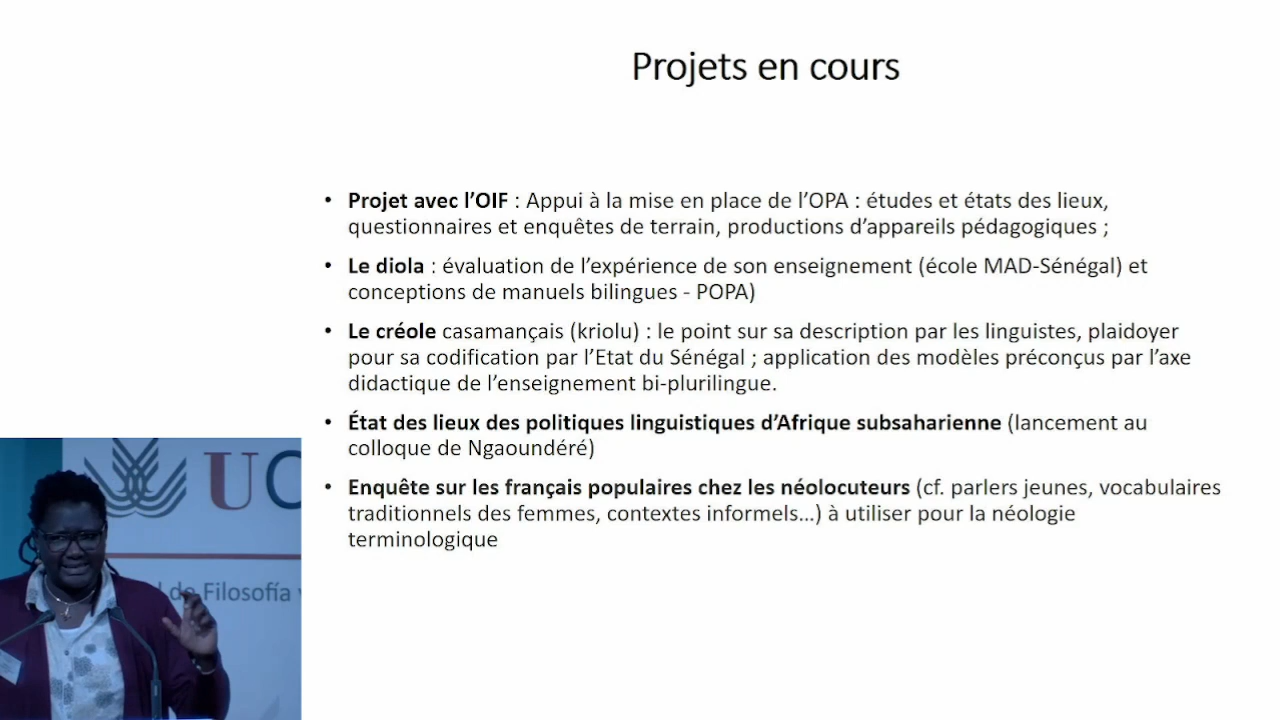 Projets en cours
• Projet avec l’OIF : Appui à la mise en place de l’OPA : études et états des lieux,
questionnaires et enquêtes de terrain, productions d’appareils pédagogiques ;
• Le diola : évaluation de l’expérience de son enseignement (école MAD-Sénégal) et
conceptions de manuels bilingues - POPA)
• Le créole casamançais (kriolu) : le point sur sa description par les linguistes, plaidoyer
pour sa codification par l’Etat du Sénégal ; application des modèles préconçus par l’axe
didactique de l’enseignement bi-plurilingue.
• État des lieux des politiques linguistiques d’Afrique subsaharienne (lancement au
colloque de Ngaoundéré)
• Enquête sur les français populaires chez les néolocuteurs (cf. parlers jeunes, vocabulaires
traditionnels des femmes, contextes informels…) à utiliser pour la néologie
terminologique
UC
de Filosofía y